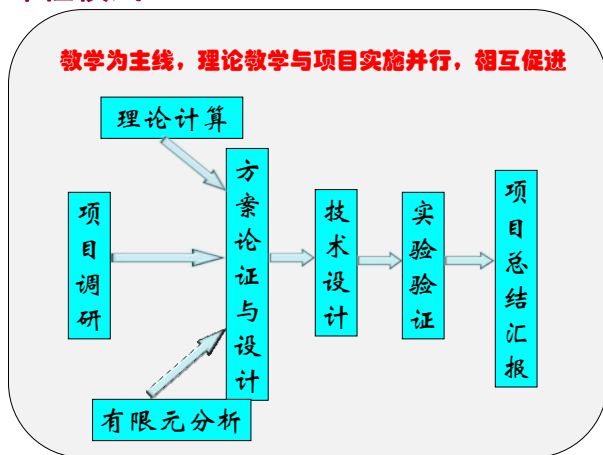 教学为主线，理论教学与项目实施并行，相互促进
理论计算
项目调研
方案论证与设计
技术设计
实验验证
项目总结汇报
有限元分析